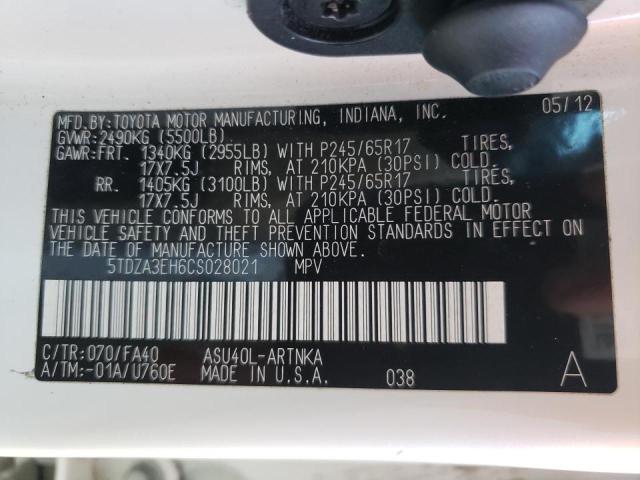 MFD.BY:TOYOTA MOTOR MANUFACTURING, INDIANA, INC. 05/12
GVWR:2490KG (5500LB)
GAWR:FRT. 1340KG (2955LB) WITH P245/65R17 TIRES,
17X7.5J RIMS, AT 210KPA (30PSI) COLD.
RR. 1405KG (3100LB) WITH P245/65R17 TIRES,
17X7.5J RIMS, AT 210KPA (30PSI) COLD.
THIS VEHICLE CONFORMS TO ALL APPLICABLE FEDERAL MOTOR
VEHICLE SAFETY AND THEFT PREVENTION STANDARDS IN EFFECT ON
THE DATE OF MANUFACTURE SHOWN ABOVE.
5TDZA3EH6CS028021 MPV
C/TR:070/FA40 ASU40L-ARTNKA
A/TM:-01A/U760E MADE IN U.S.A. 038 A